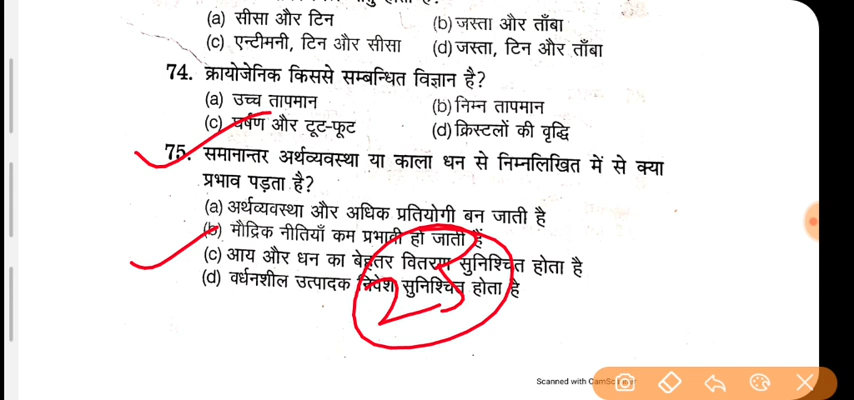 (a) सीसा और टिन (b) जस्ता और ताँबा
(c) एन्टीमनी, टिन और सीसा (d) जस्ता, टिन और ताँबा
74. क्रायोजेनिक किससे सम्बन्धित विज्ञान है?
(a) उच्च तापमान (b) निम्न तापमान
(c) घर्षण और टूट-फूट (d) क्रिस्टलों की वृद्धि
75. समानान्तर अर्थव्यवस्था या काला धन से निम्नलिखित में से क्या
प्रभाव पड़ता है?
(a) अर्थव्यवस्था और अधिक प्रतियोगी बन जाती है
(b) मौद्रिक नीतियाँ कम प्रभावी हो जाती हैं
(c) आय और धन का बेहतर वितरण सुनिश्चित होता है
(d) वर्धनशील उत्पादक निवेश सुनिश्चित होता है
25
Scanned with CamScanner